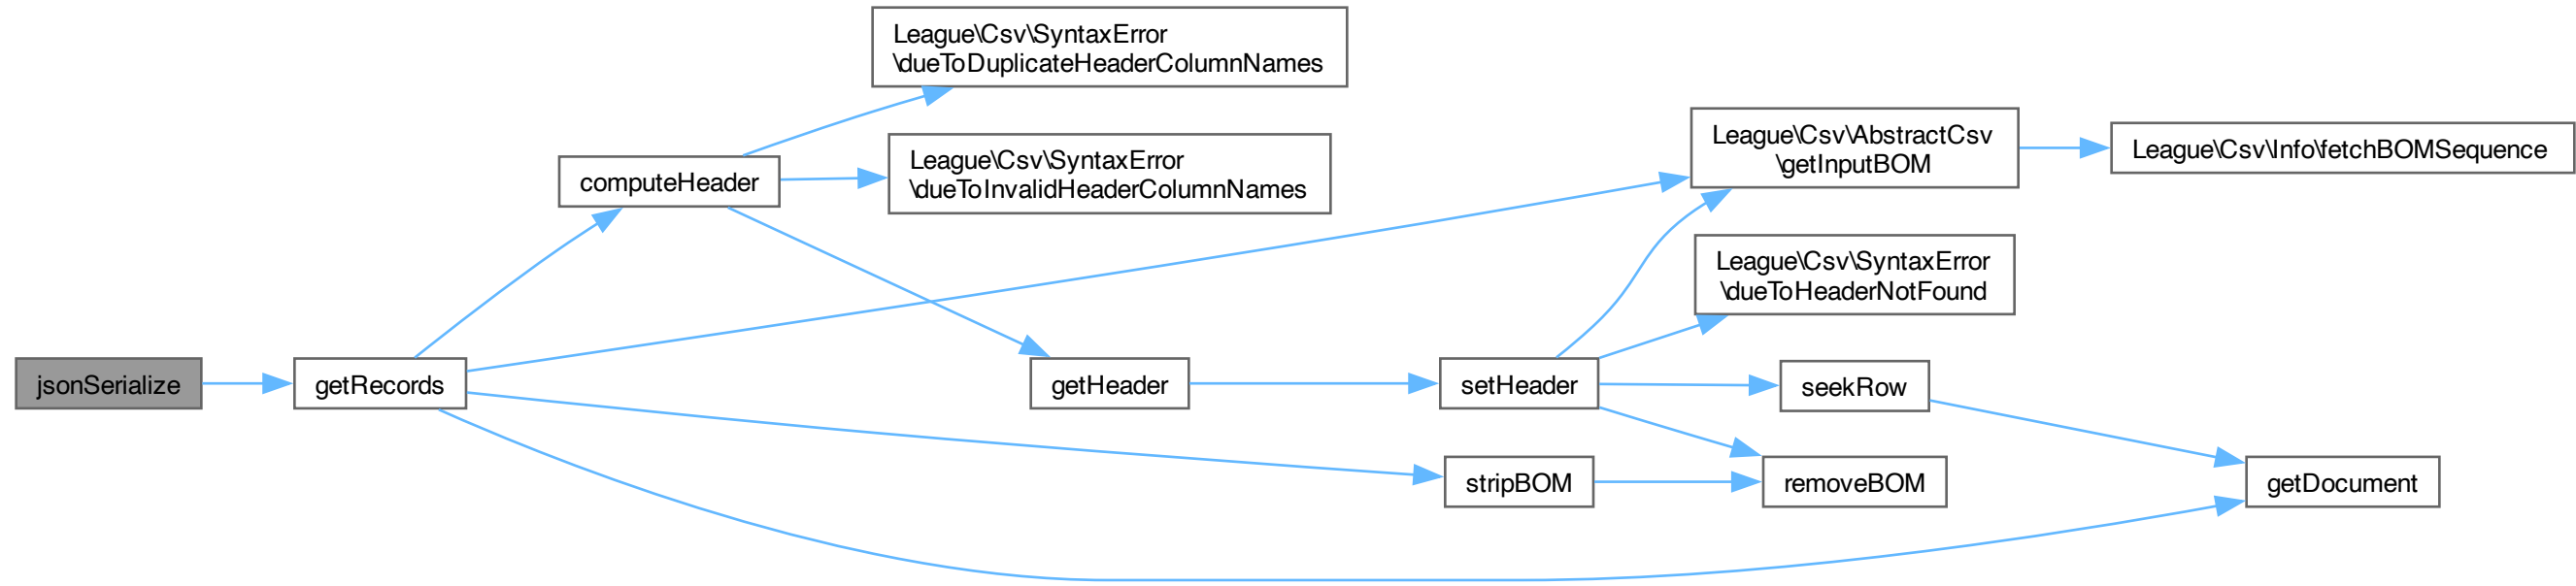 League\Csv\SyntaxError
\dueToDuplicateHeaderColumnNames
League\Csv\AbstractCsv
\getInputBOM
League\Csv\Info\fetchBOMSequence
computeHeader
League\Csv\SyntaxError
\dueToInvalidHeaderColumnNames
League\Csv\SyntaxError
\dueToHeaderNotFound
jsonSerialize
getRecords
getHeader
setHeader
seekRow
stripBOM
removeBOM
getDocument